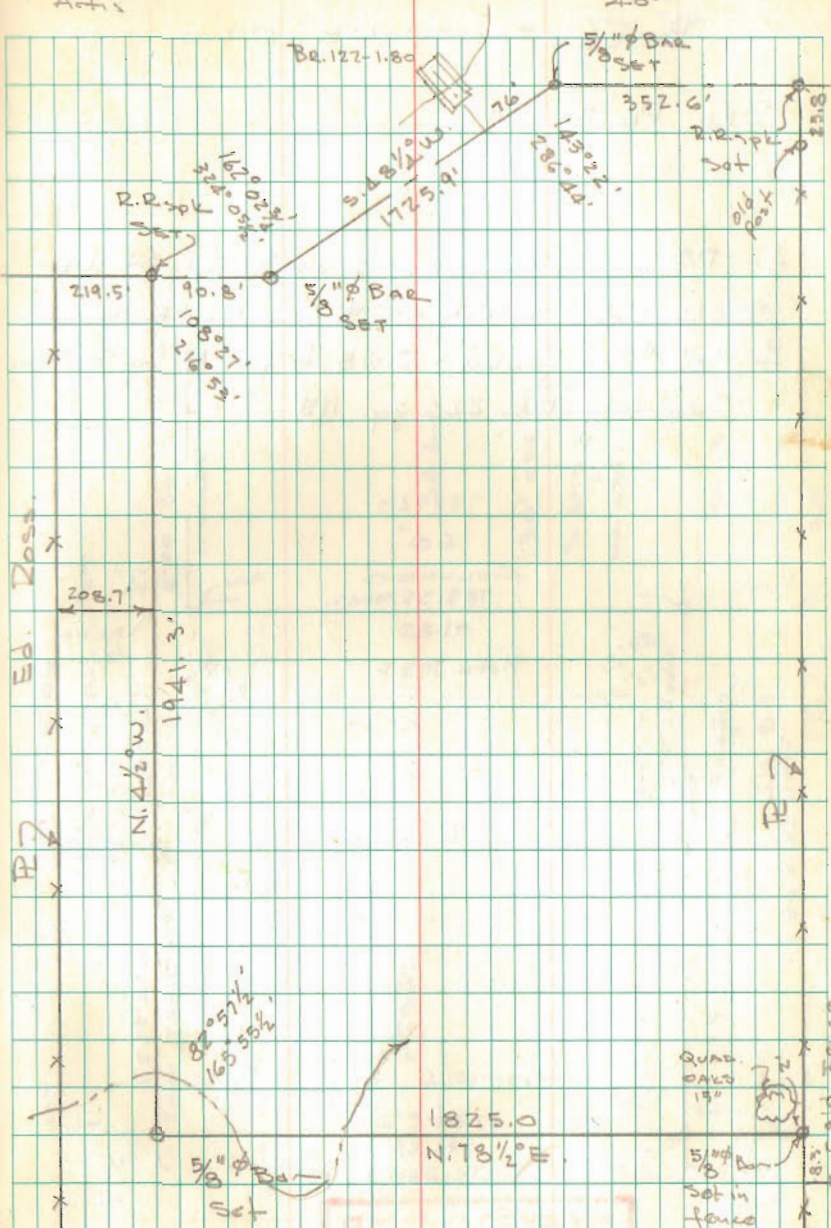 5/8"φ BAR
SET
BR. 122-1.80
76'
352.6'
23.8
R.R. spk
Set
old
post
143°22'
286°44'
S. 48 1/4° W.
1725.9'
162°02 3/4'
324°05 1/2'
R.R. spk
SET
219.5'
90.8'
5/8"φ BAR
SET
108°27'
216°53'
Ed. Ross.
208.7'
1941.3'
N. 4 1/2° W.
82°57 1/2'
165°55 1/2'
QUAD.
OAKS
15"
2'
1825.0
N. 78 1/2° E.
5/8"φ Bar
Set
5/8"φ Bar
Set in
fence
8.3'